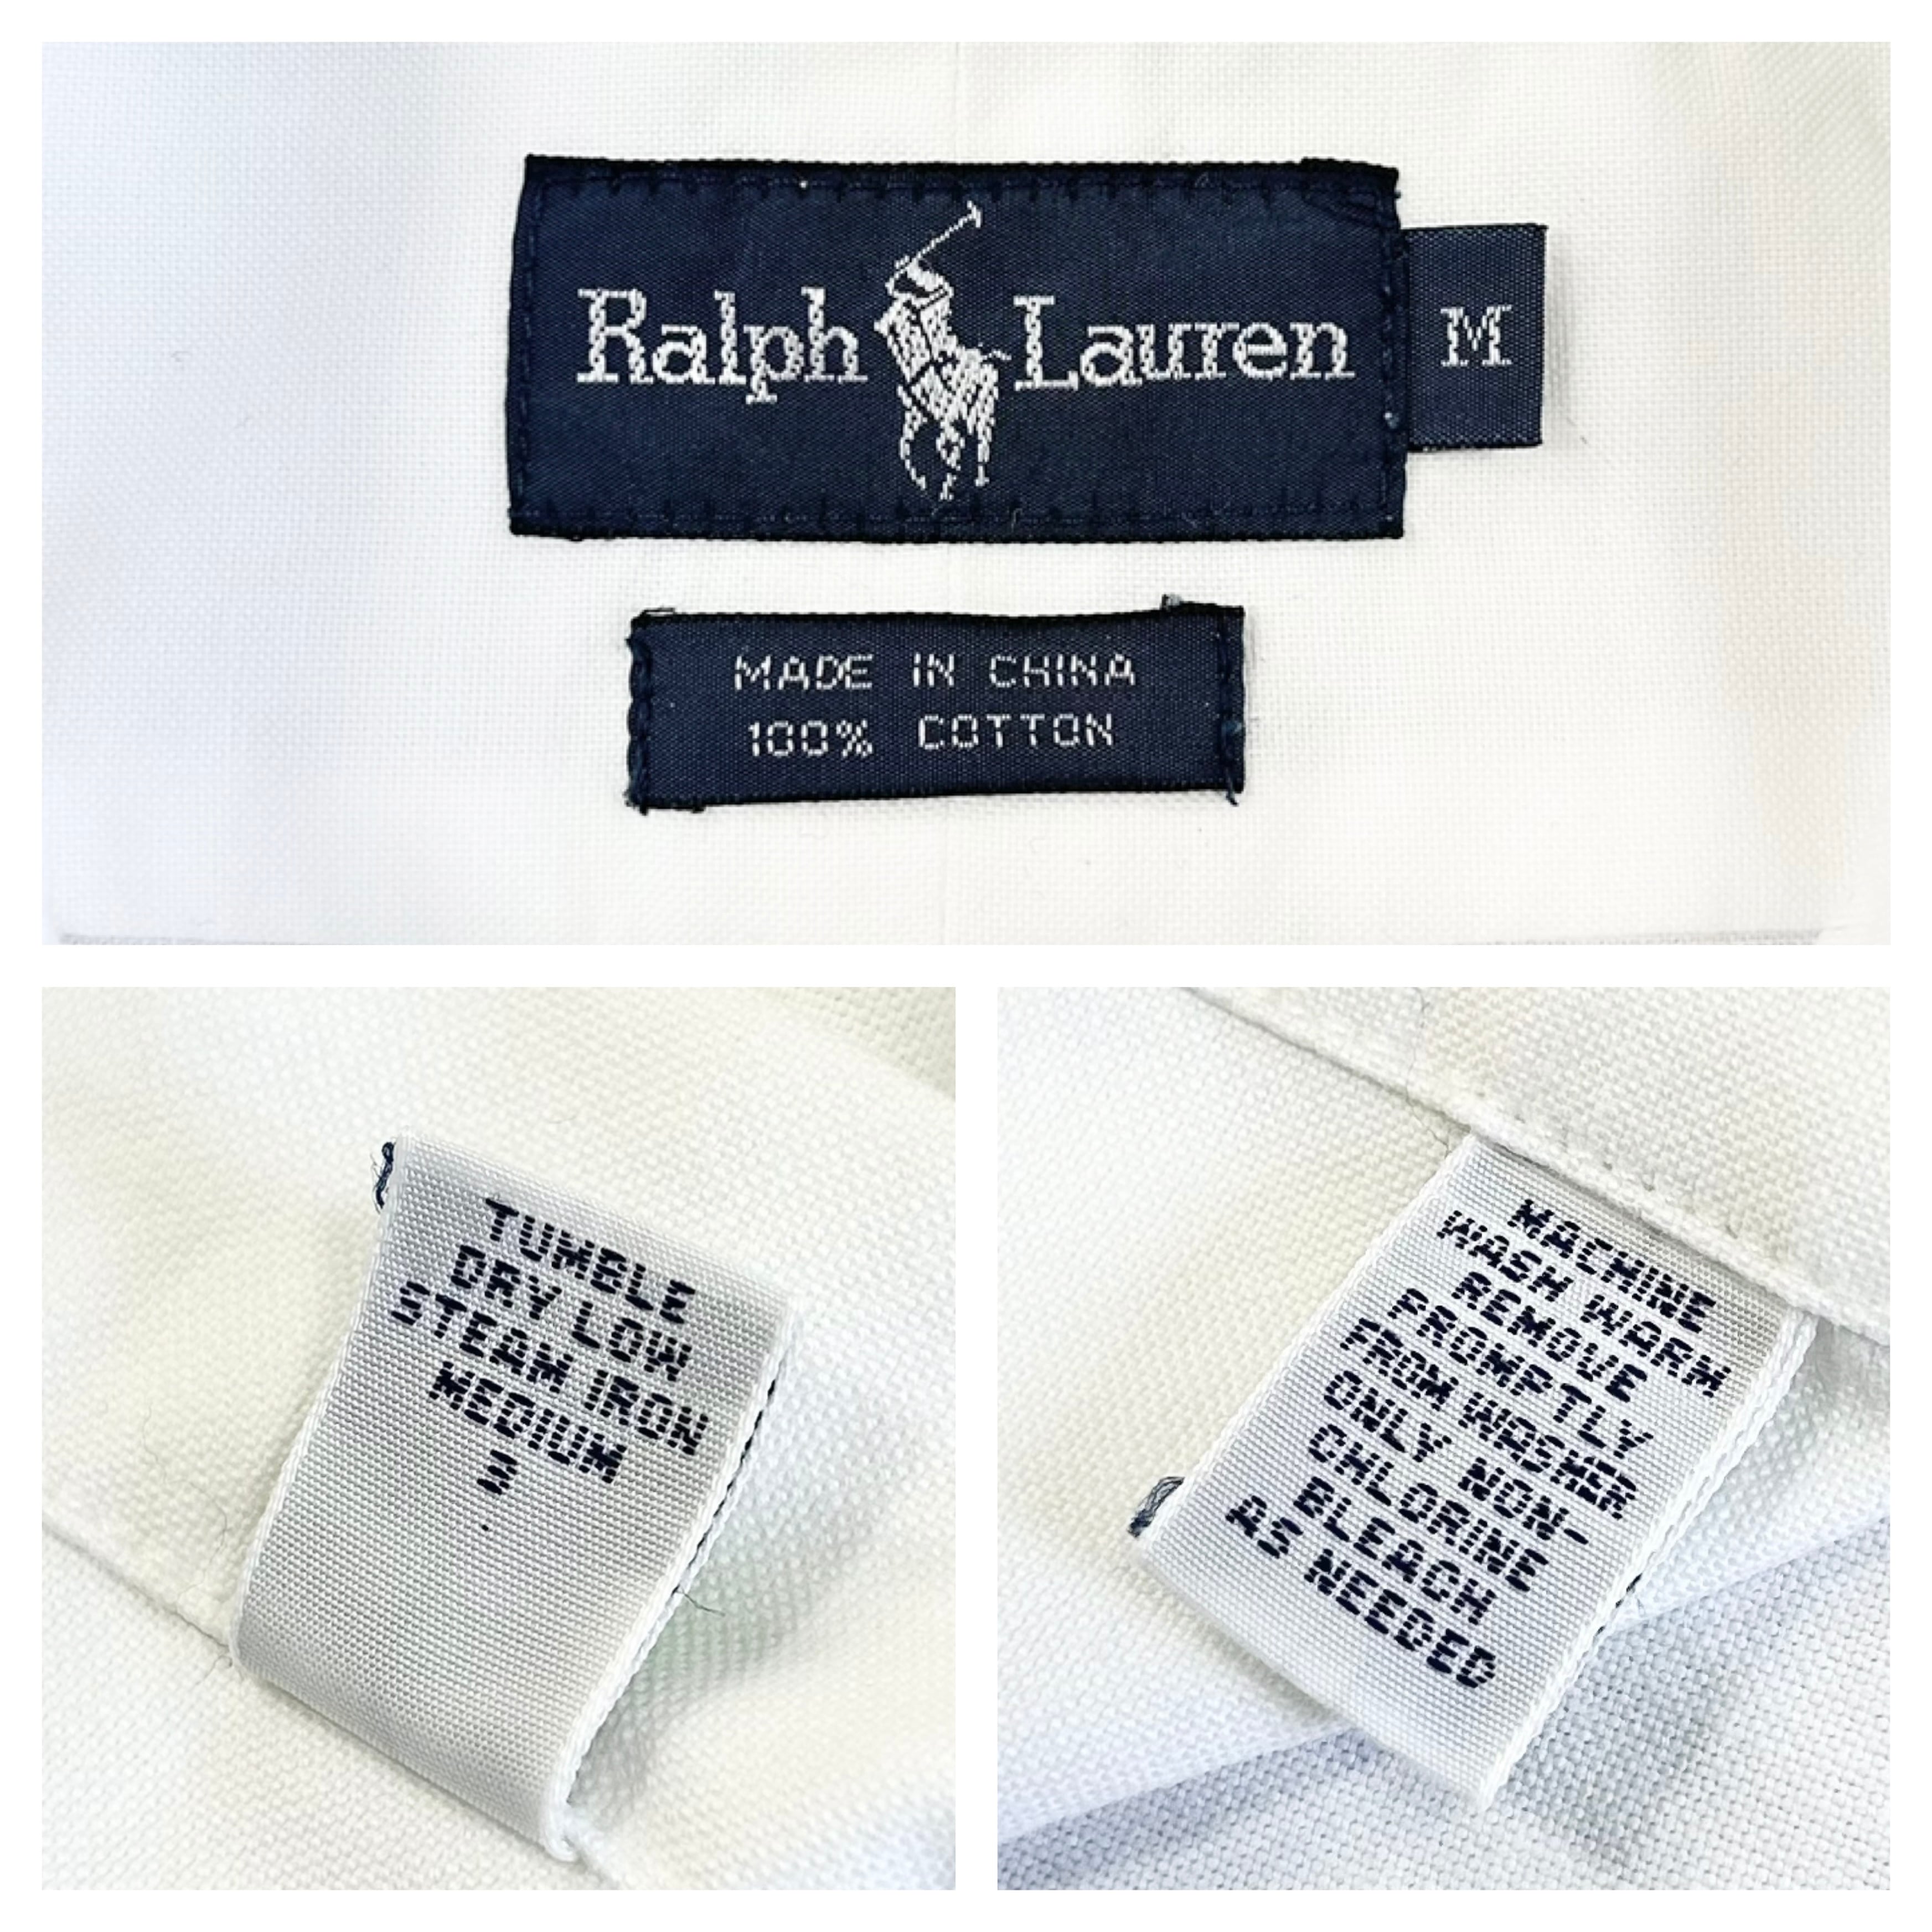 Ralph Lauren
M
MADE IN CHINA
100% COTTON
TUMBLE
DRY LOW
STEAM IRON
MEDIUM
3
MACHINE
WASH WARM
REMOVE
PROMPTLY
FROM WASHER
ONLY NON-
CHLORINE
BLEACH
AS NEEDED